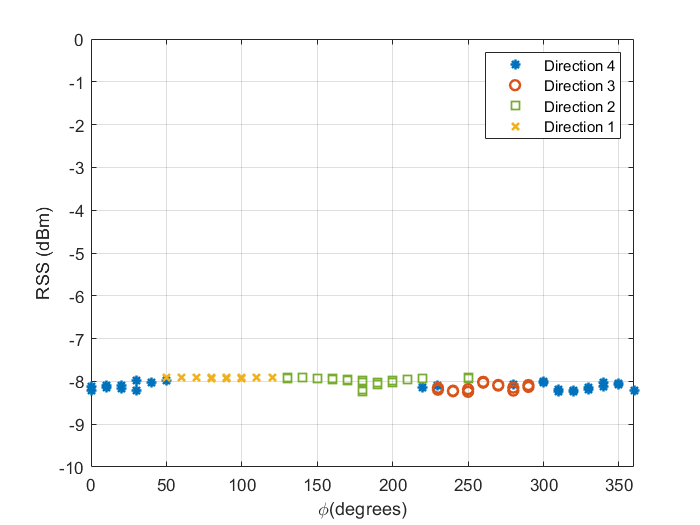 0
-1
-2
-3
-4
-5
-6
-7
-8
-9
-10
RSS (dBm)
Direction 4
Direction 3
Direction 2
Direction 1
0 50 100 150 200 250 300 350
ϕ(degrees)